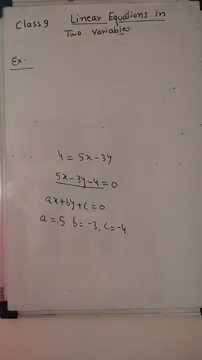 Class 9 Linear Equations in
Two Variables.
Ex.
4 = 5x-3y
5x-3y-4=0
ax+by+c=0
a=5 b=-3, c=-4